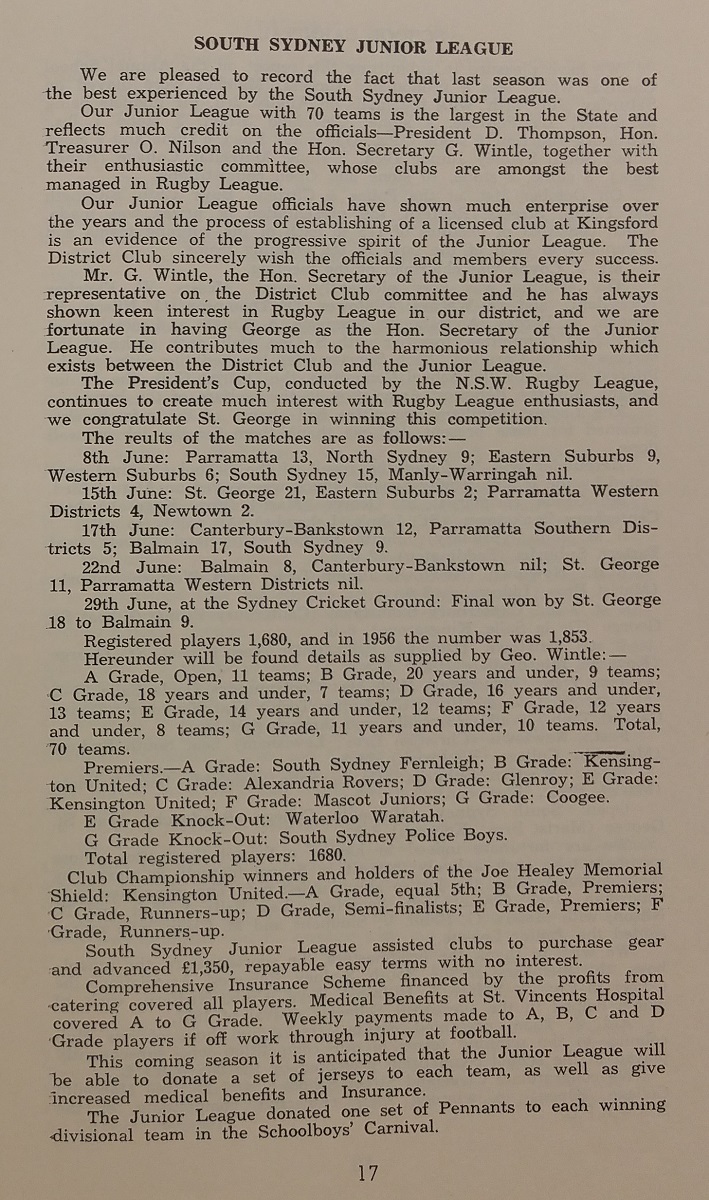 SOUTH SYDNEY JUNIOR LEAGUE
We are pleased to record the fact that last season was one of
the best experienced by the South Sydney Junior League.
Our Junior League with 70 teams is the largest in the State and
reflects much credit on the officials—President D. Thompson, Hon.
Treasurer O. Nilson and the Hon. Secretary G. Wintle, together with
their enthusiastic committee, whose clubs are amongst the best
managed in Rugby League.
Our Junior League officials have shown much enterprise over
the years and the process of establishing of a licensed club at Kingsford
is an evidence of the progressive spirit of the Junior League. The
District Club sincerely wish the officials and members every success.
Mr. G. Wintle, the Hon. Secretary of the Junior League, is their
representative on the District Club committee and he has always
shown keen interest in Rugby League in our district, and we are
fortunate in having George as the Hon. Secretary of the Junior
League. He contributes much to the harmonious relationship which
exists between the District Club and the Junior League.
The President's Cup, conducted by the N.S.W. Rugby League,
continues to create much interest with Rugby League enthusiasts, and
we congratulate St. George in winning this competition.
The reults of the matches are as follows:—
8th June: Parramatta 13, North Sydney 9; Eastern Suburbs 9,
Western Suburbs 6; South Sydney 15, Manly-Warringah nil.
15th June: St. George 21, Eastern Suburbs 2; Parramatta Western
Districts 4, Newtown 2.
17th June: Canterbury-Bankstown 12, Parramatta Southern Dis-
tricts 5; Balmain 17, South Sydney 9.
22nd June: Balmain 8, Canterbury-Bankstown nil; St. George
11, Parramatta Western Districts nil.
29th June, at the Sydney Cricket Ground: Final won by St. George
18 to Balmain 9.
Registered players 1,680, and in 1956 the number was 1,853.
Hereunder will be found details as supplied by Geo. Wintle:—
A Grade, Open, 11 teams; B Grade, 20 years and under, 9 teams;
C Grade, 18 years and under, 7 teams; D Grade, 16 years and under,
13 teams; E Grade, 14 years and under, 12 teams; F Grade, 12 years
and under, 8 teams; G Grade, 11 years and under, 10 teams. Total,
70 teams.
Premiers.—A Grade: South Sydney Fernleigh; B Grade: Kensing-
ton United; C Grade: Alexandria Rovers; D Grade: Glenroy; E Grade:
Kensington United; F Grade: Mascot Juniors; G Grade: Coogee.
E Grade Knock-Out: Waterloo Waratah.
G Grade Knock-Out: South Sydney Police Boys.
Total registered players: 1680.
Club Championship winners and holders of the Joe Healey Memorial
Shield: Kensington United.—A Grade, equal 5th; B Grade, Premiers;
C Grade, Runners-up; D Grade, Semi-finalists; E Grade, Premiers; F
Grade, Runners-up.
South Sydney Junior League assisted clubs to purchase gear
and advanced £1,350, repayable easy terms with no interest.
Comprehensive Insurance Scheme financed by the profits from
catering covered all players. Medical Benefits at St. Vincents Hospital
covered A to G Grade. Weekly payments made to A, B, C and D
Grade players if off work through injury at football.
This coming season it is anticipated that the Junior League will
be able to donate a set of jerseys to each team, as well as give
increased medical benefits and Insurance.
The Junior League donated one set of Pennants to each winning
divisional team in the Schoolboys' Carnival.
17